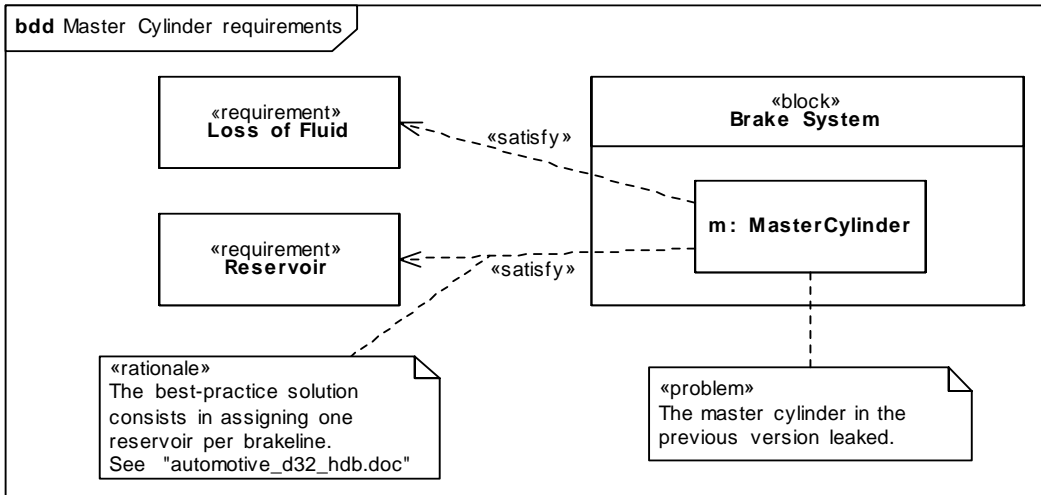 bdd Master Cylinder requirements
«requirement»
Loss of Fluid
«satisfy»
«block»
Brake System
m: MasterCylinder
«requirement»
Reservoir
«satisfy»
«rationale»
The best-practice solution
consists in assigning one
reservoir per brakeline.
See "automotive_d32_hdb.doc"
«problem»
The master cylinder in the
previous version leaked.